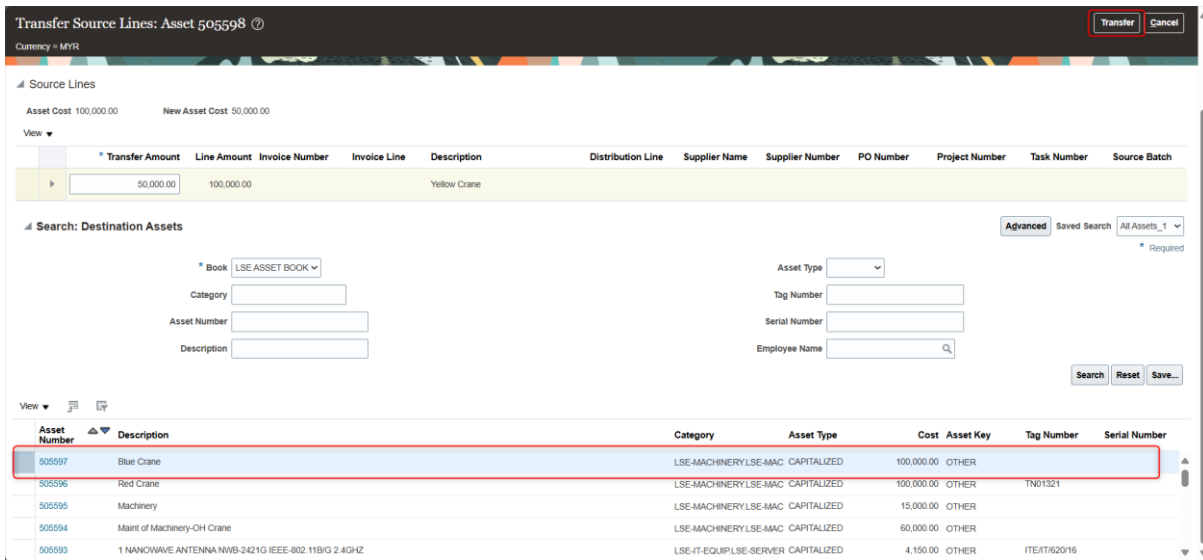 Transfer Source Lines: Asset 505598
Transfer Cancel
Currency = MYR
Source Lines
Asset Cost 100,000.00 New Asset Cost 50,000.00
View
* Transfer Amount Line Amount Invoice Number Invoice Line Description Distribution Line Supplier Name Supplier Number PO Number Project Number Task Number Source Batch
50,000.00 100,000.00 Yellow Crane
Search: Destination Assets
Advanced Saved Search All Assets_1
* Required
* Book LSE ASSET BOOK Asset Type
Category Tag Number
Asset Number Serial Number
Description Employee Name
Search Reset Save...
View
Asset Number Description Category Asset Type Cost Asset Key Tag Number Serial Number
505597 Blue Crane LSE-MACHINERY.LSE-MAC CAPITALIZED 100,000.00 OTHER
505596 Red Crane LSE-MACHINERY.LSE-MAC CAPITALIZED 100,000.00 OTHER TN01321
505595 Machinery LSE-MACHINERY.LSE-MAC CAPITALIZED 15,000.00 OTHER
505594 Maint of Machinery-OH Crane LSE-MACHINERY.LSE-MAC CAPITALIZED 60,000.00 OTHER
505593 1 NANOWAVE ANTENNA NWB-2421G IEEE-802.11B/G 2.4GHZ LSE-IT-EQUIP.LSE-SERVER CAPITALIZED 4,150.00 OTHER ITE/IT/620/16